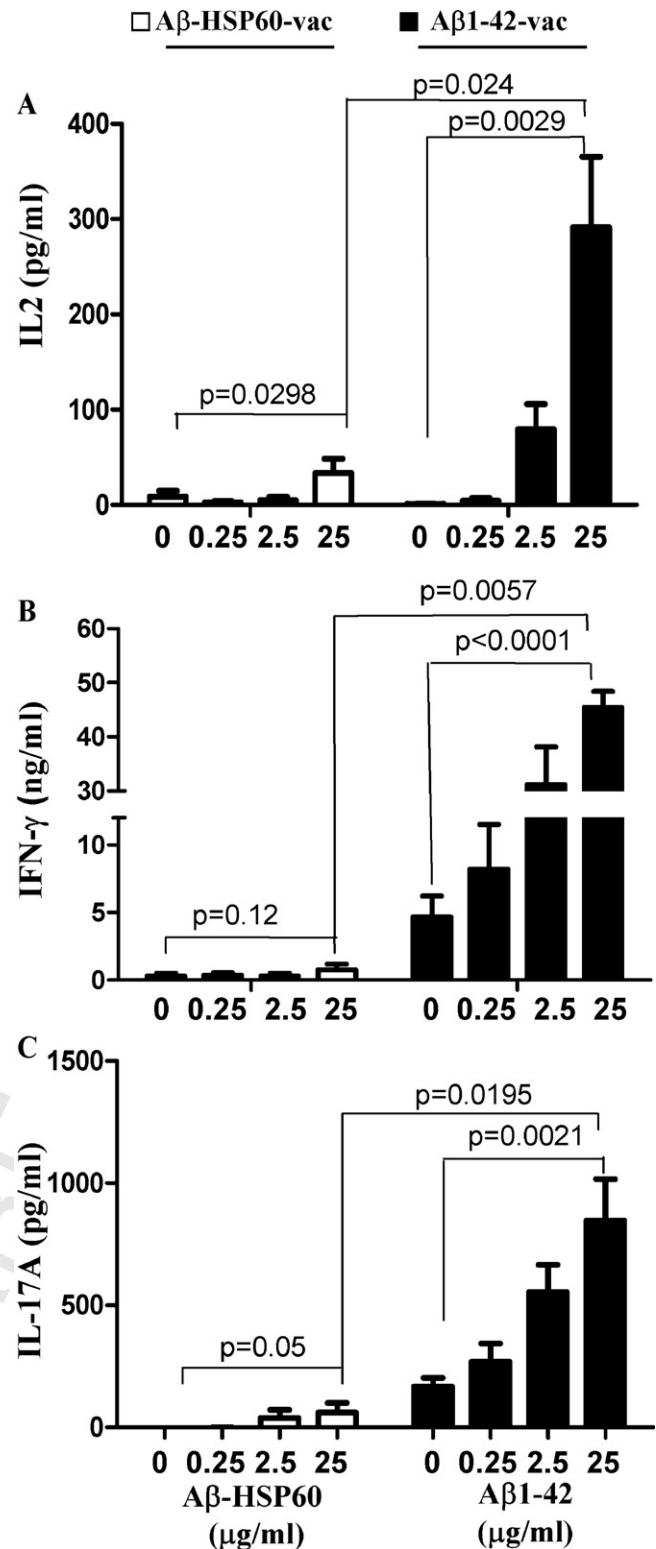 Aβ-HSP60-vac Aβ1-42-vac
A
p=0.024
p=0.0029
p=0.0298
IL2 (pg/ml)
400
300
200
100
0
0 0.25 2.5 25 0 0.25 2.5 25
B
p=0.0057
p<0.0001
p=0.12
IFN-γ (ng/ml)
60
50
40
30
10
5
0
0 0.25 2.5 25 0 0.25 2.5 25
C
p=0.0195
p=0.0021
p=0.05
IL-17A (pg/ml)
1500
1000
500
0
0 0.25 2.5 25 0 0.25 2.5 25
Aβ-HSP60 Aβ1-42
(μg/ml) (μg/ml)